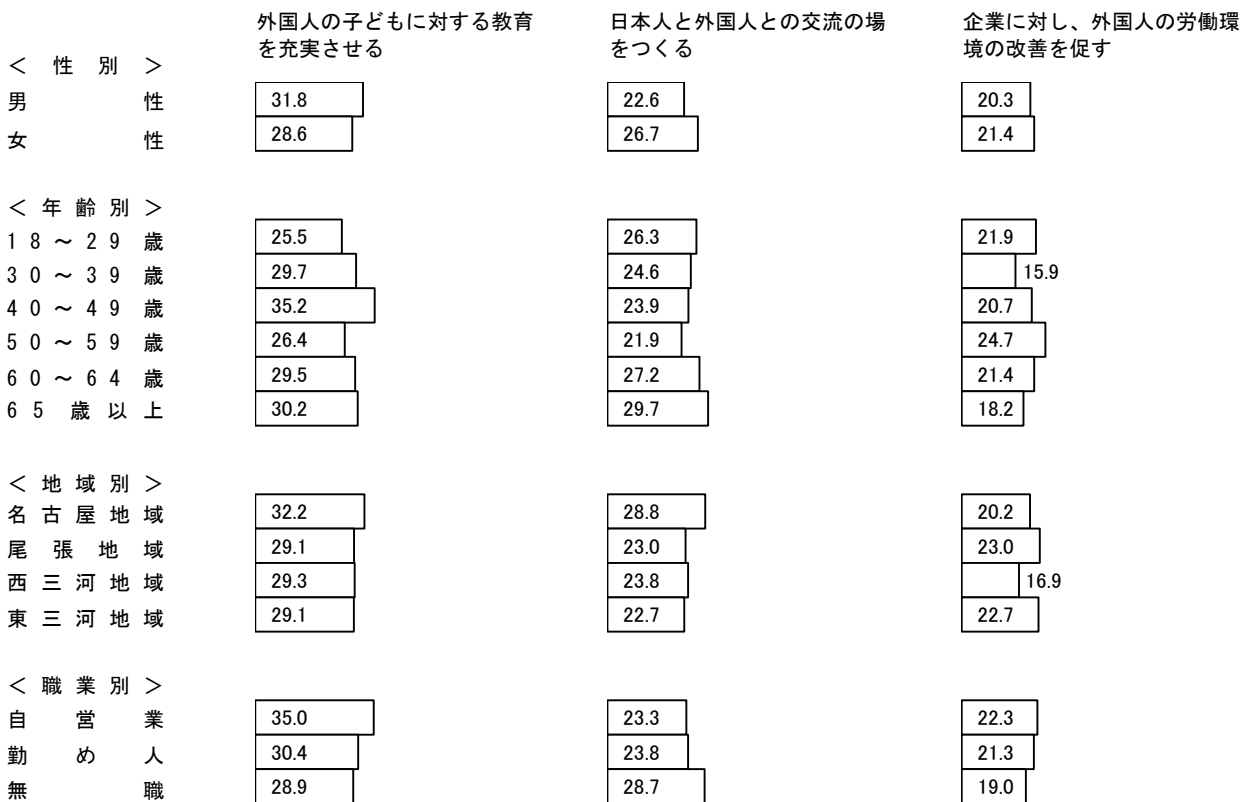 外国人の子どもに対する教育を充実させる
日本人と外国人との交流の場をつくる
企業に対し、外国人の労働環境の改善を促す
＜性別＞
男性 31.8 22.6 20.3
女性 28.6 26.7 21.4
＜年齢別＞
18～29歳 25.5 26.3 21.9
30～39歳 29.7 24.6 15.9
40～49歳 35.2 23.9 20.7
50～59歳 26.4 21.9 24.7
60～64歳 29.5 27.2 21.4
65歳以上 30.2 29.7 18.2
＜地域別＞
名古屋地域 32.2 28.8 20.2
尾張地域 29.1 23.0 23.0
西三河地域 29.3 23.8 16.9
東三河地域 29.1 22.7 22.7
＜職業別＞
自営業 35.0 23.3 22.3
勤め人 30.4 23.8 21.3
無職 28.9 28.7 19.0